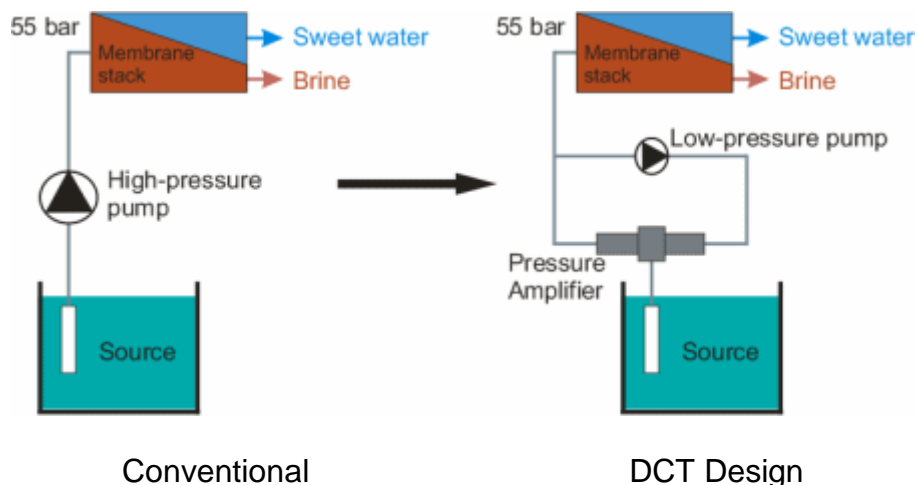 55 bar
Membrane
stack
Sweet water
Brine
High-pressure
pump
Source
Conventional
55 bar
Membrane
stack
Sweet water
Brine
Low-pressure pump
Pressure
Amplifier
Source
DCT Design